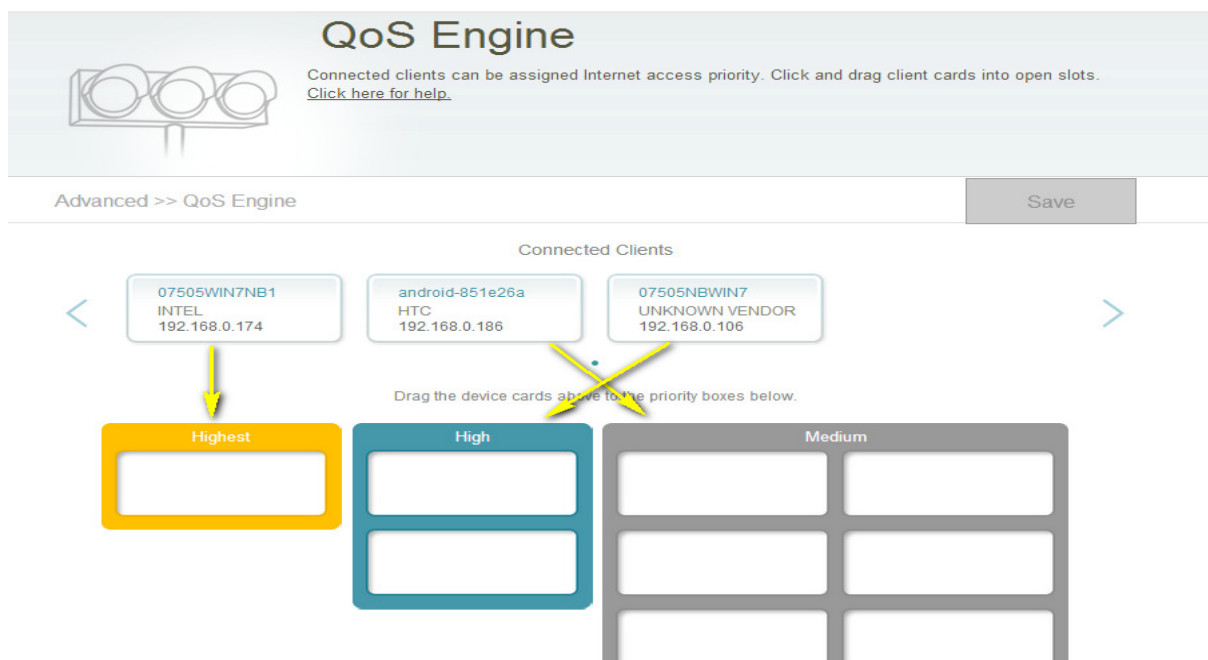 QoS Engine
Connected clients can be assigned Internet access priority. Click and drag client cards into open slots.
Click here for help.
Advanced >> QoS Engine
Save
Connected Clients
07505WIN7NB1
INTEL
192.168.0.174
android-851e26a
HTC
192.168.0.186
07505NBWIN7
UNKNOWN VENDOR
192.168.0.106
Drag the device cards above to the priority boxes below.
Highest
High
Medium